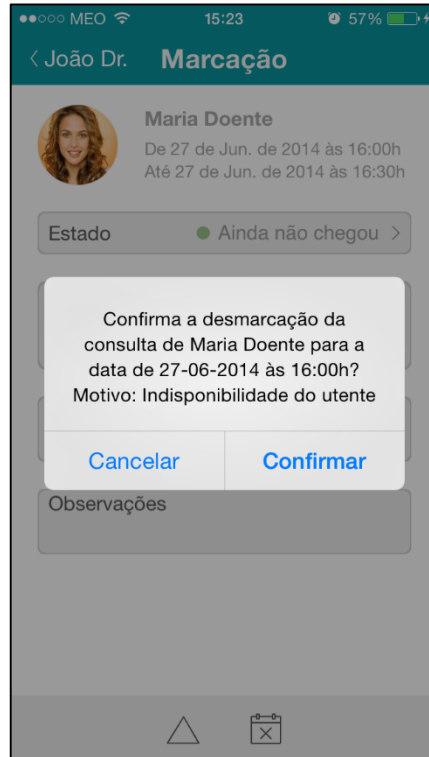 MEO 15:23 57%
João Dr. Marcação
Maria Doente
De 27 de Jun. de 2014 às 16:00h
Até 27 de Jun. de 2014 às 16:30h
Estado Ainda não chegou
Confirma a desmarcação da
consulta de Maria Doente para a
data de 27-06-2014 às 16:00h?
Motivo: Indisponibilidade do utente
Cancelar Confirmar
Observações